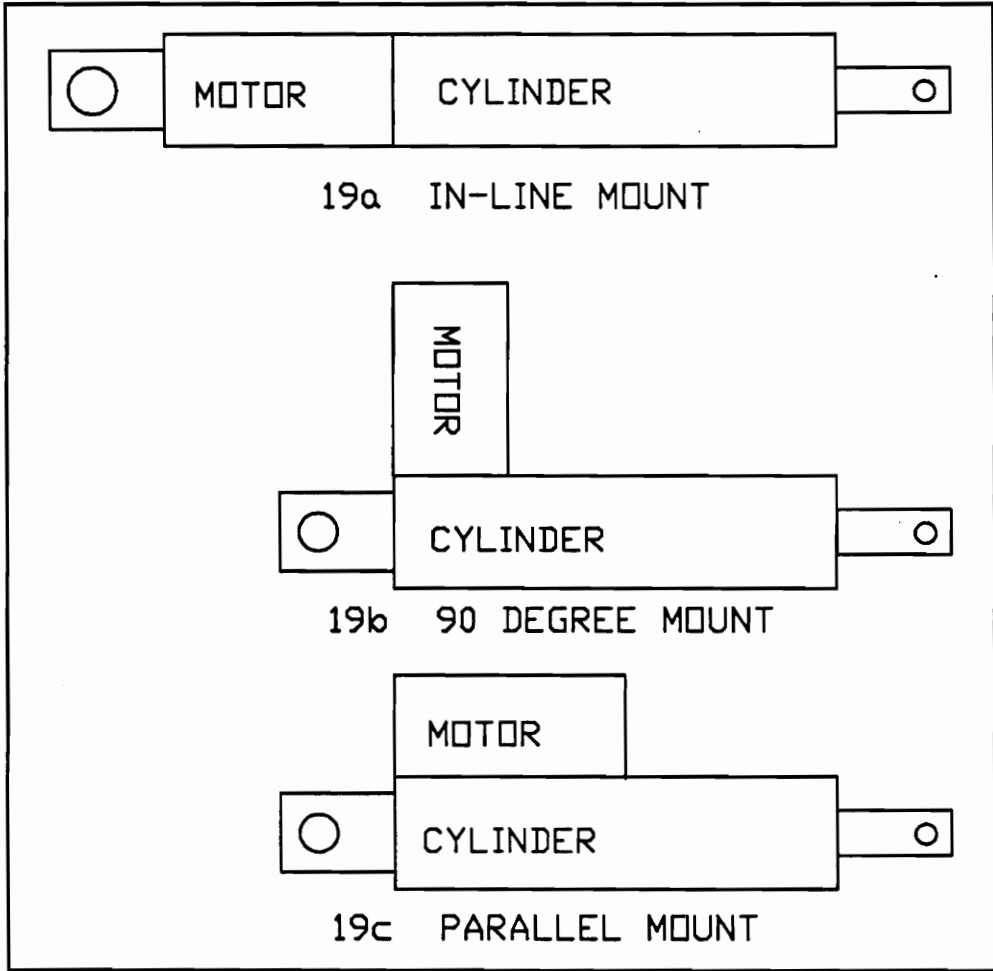 MOTOR CYLINDER
19a IN-LINE MOUNT
MOTOR
CYLINDER
19b 90 DEGREE MOUNT
MOTOR
CYLINDER
19c PARALLEL MOUNT